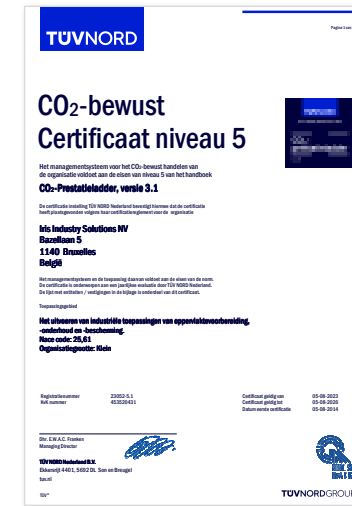 TÜVNORD
CO₂-bewust
Certificaat niveau 5
Het managementsysteem voor het CO₂-bewust handelen van
de organisatie voldoet aan de eisen van niveau 5 van het handboek
CO₂-Prestatieladder, versie 3.1
De certificatie instelling TÜV NORD Nederland bevestigt hiermee dat de certificatie
heeft plaatsgevonden volgens haar certificatiereglement voor de organisatie
Iris Industry Solutions NV
Bazellaan 5
1140 Bruxelles
België
Het managementsysteem en de toepassing daarvan voldoet aan de eisen van de norm.
De certificatie is onderworpen aan een jaarlijkse evaluatie door TÜV NORD Nederland.
De lijst met entiteiten / vestigingen in de bijlage is onderdeel van dit certificaat.
Toepassingsgebied
Het uitvoeren van industriële toepassingen van oppervlaktevoorbereiding,
-onderhoud en -bescherming.
Nace code: 25,61
Organisatiegrootte: Klein
Registratienummer 23052-5.1
KvK nummer 453520431
Certificaat geldig van 05-08-2023
Certificaat geldig tot 05-08-2026
Datum eerste certificatie 05-08-2014
Dhr. E.W.A.C. Franken
Managing Director
TÜV NORD Nederland B.V.
Ekkersrijt 4401, 5692 DL Son en Breugel
tuv.nl
TÜV®
TÜVNORDGROUP